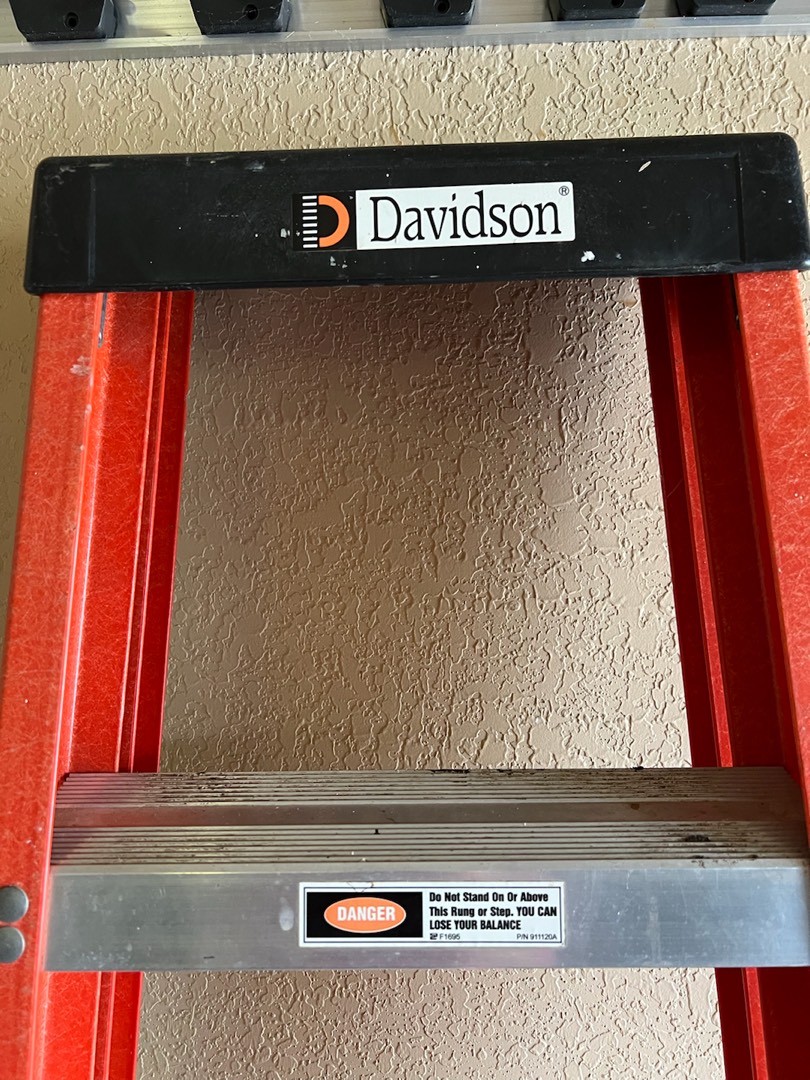 Davidson®
DANGER
Do Not Stand On Or Above
This Rung or Step. YOU CAN
LOSE YOUR BALANCE
F1695 P/N 911120A